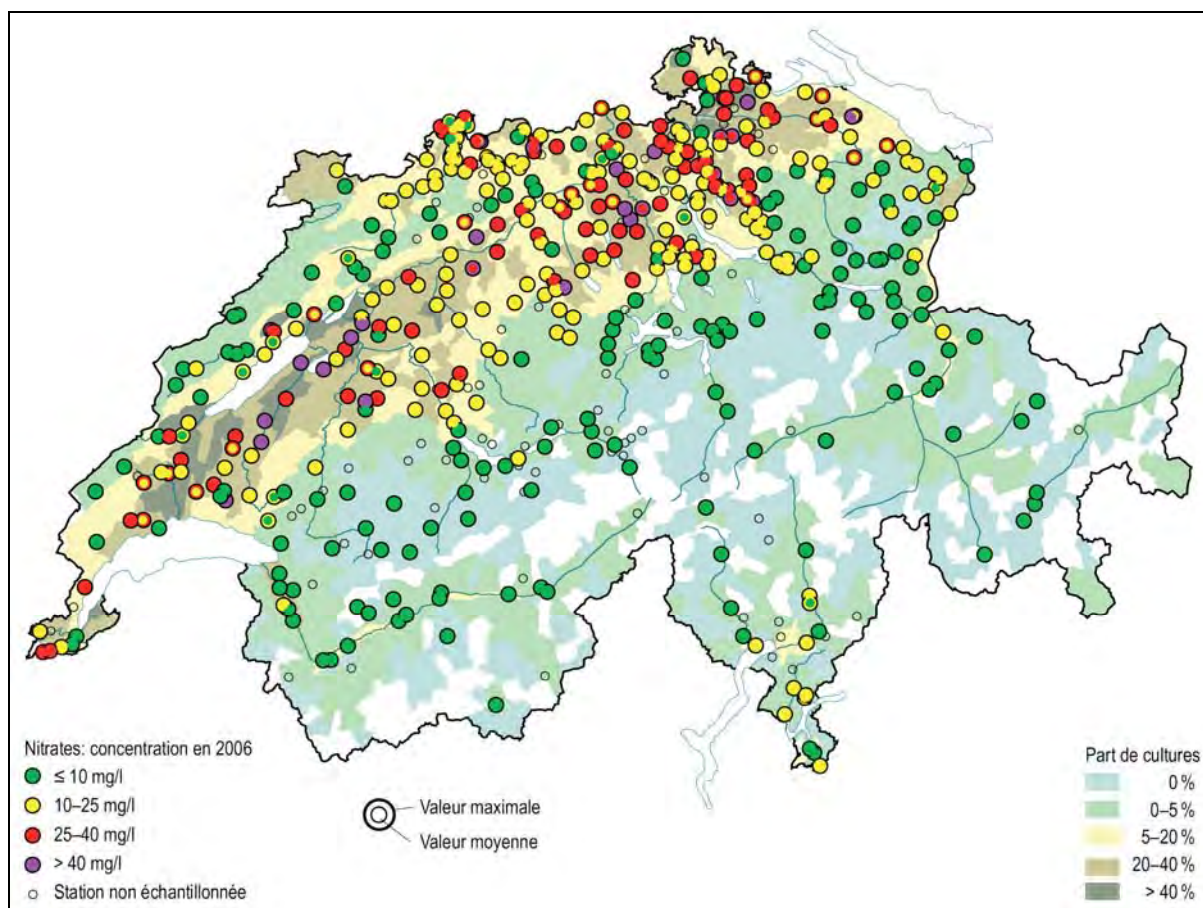 Nitrates: concentration en 2006
≤ 10 mg/l
10–25 mg/l
25–40 mg/l
> 40 mg/l
Station non échantillonnée
Valeur maximale
Valeur moyenne
Part de cultures
0 %
0–5 %
5–20 %
20–40 %
> 40 %